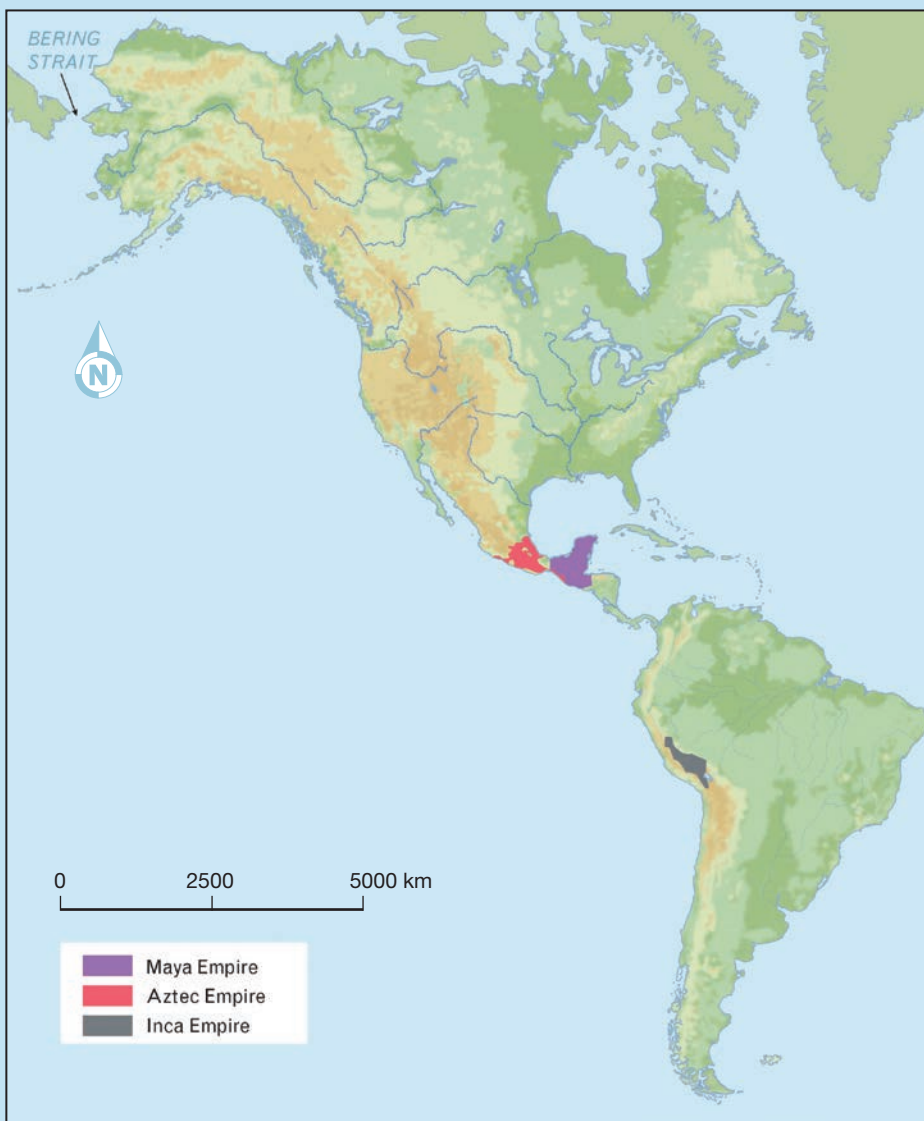 BERING
STRAIT
N
0 2500 5000 km
Maya Empire
Aztec Empire
Inca Empire